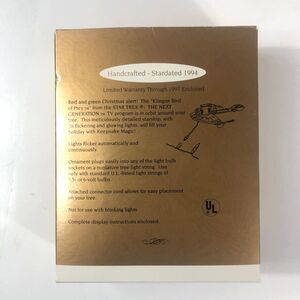 Handcrafted - Stardated 1994
Limited Warranty Through 1997 Enclosed
Red and green Christmas alert! The "Klingon Bird
of Prey™" from the STAR TREK®: THE NEXT
GENERATION™ TV program is in orbit around your
tree. This meticulously detailed starship, with
its flickering and glowing lights, will fill your
holiday with Keepsake Magic!
Lights flicker automatically and
continuously.
Ornament plugs easily into any of the light bulb
sockets on a miniature tree light string. Use
only with standard U.L.-listed light strings of
3.5- or 6-volt bulbs
Attached connector cord allows for easy placement
on your tree.
Not for use with blinking lights
Complete display instructions enclosed.
UL